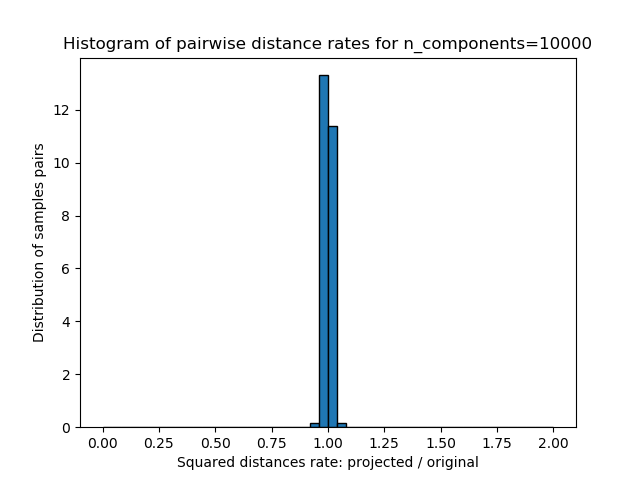 Histogram of pairwise distance rates for n_components=10000
Distribution of samples pairs
12
10
8
6
4
2
0
0.00 0.25 0.50 0.75 1.00 1.25 1.50 1.75 2.00
Squared distances rate: projected / original